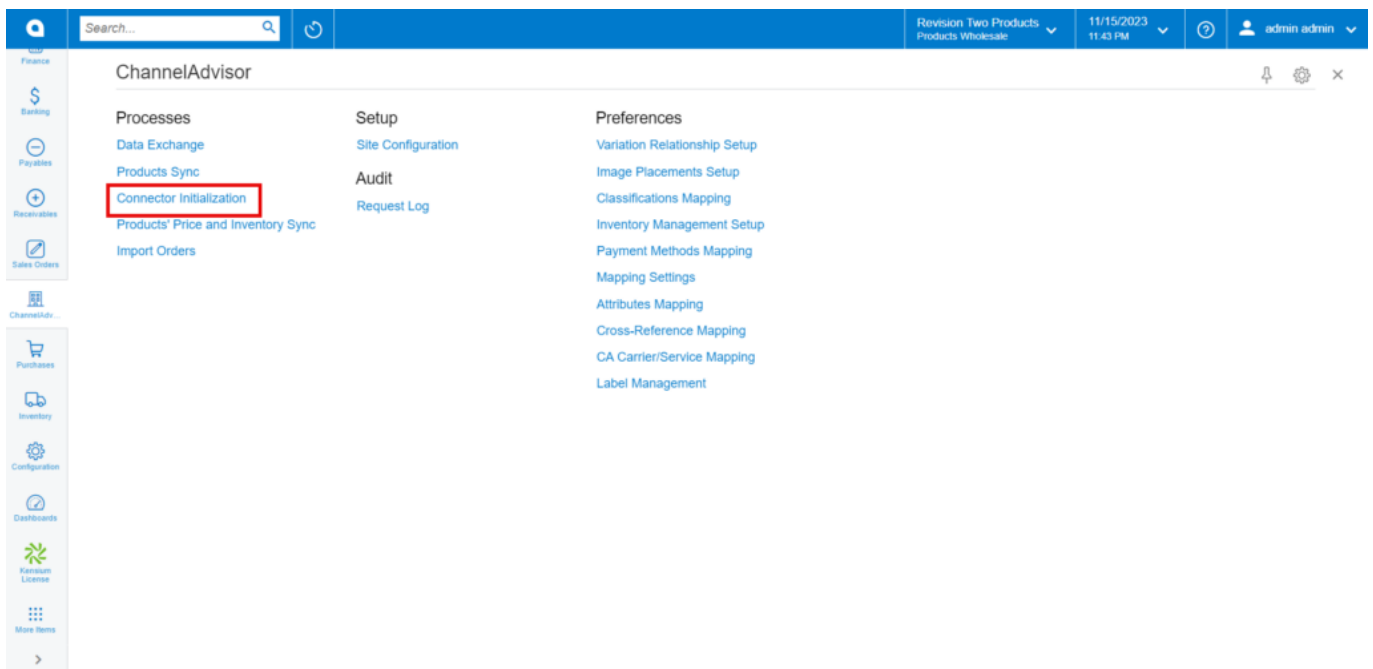 Search...
Revision Two Products
Products Wholesale
11/15/2023
11:43 PM
admin admin
Finance
Banking
Payables
Receivables
Sales Orders
ChannelAdv...
Purchases
Inventory
Configuration
Dashboards
Kensium
License
More Items
ChannelAdvisor
Processes
Data Exchange
Products Sync
Connector Initialization
Products' Price and Inventory Sync
Import Orders
Setup
Site Configuration
Audit
Request Log
Preferences
Variation Relationship Setup
Image Placements Setup
Classifications Mapping
Inventory Management Setup
Payment Methods Mapping
Mapping Settings
Attributes Mapping
Cross-Reference Mapping
CA Carrier/Service Mapping
Label Management